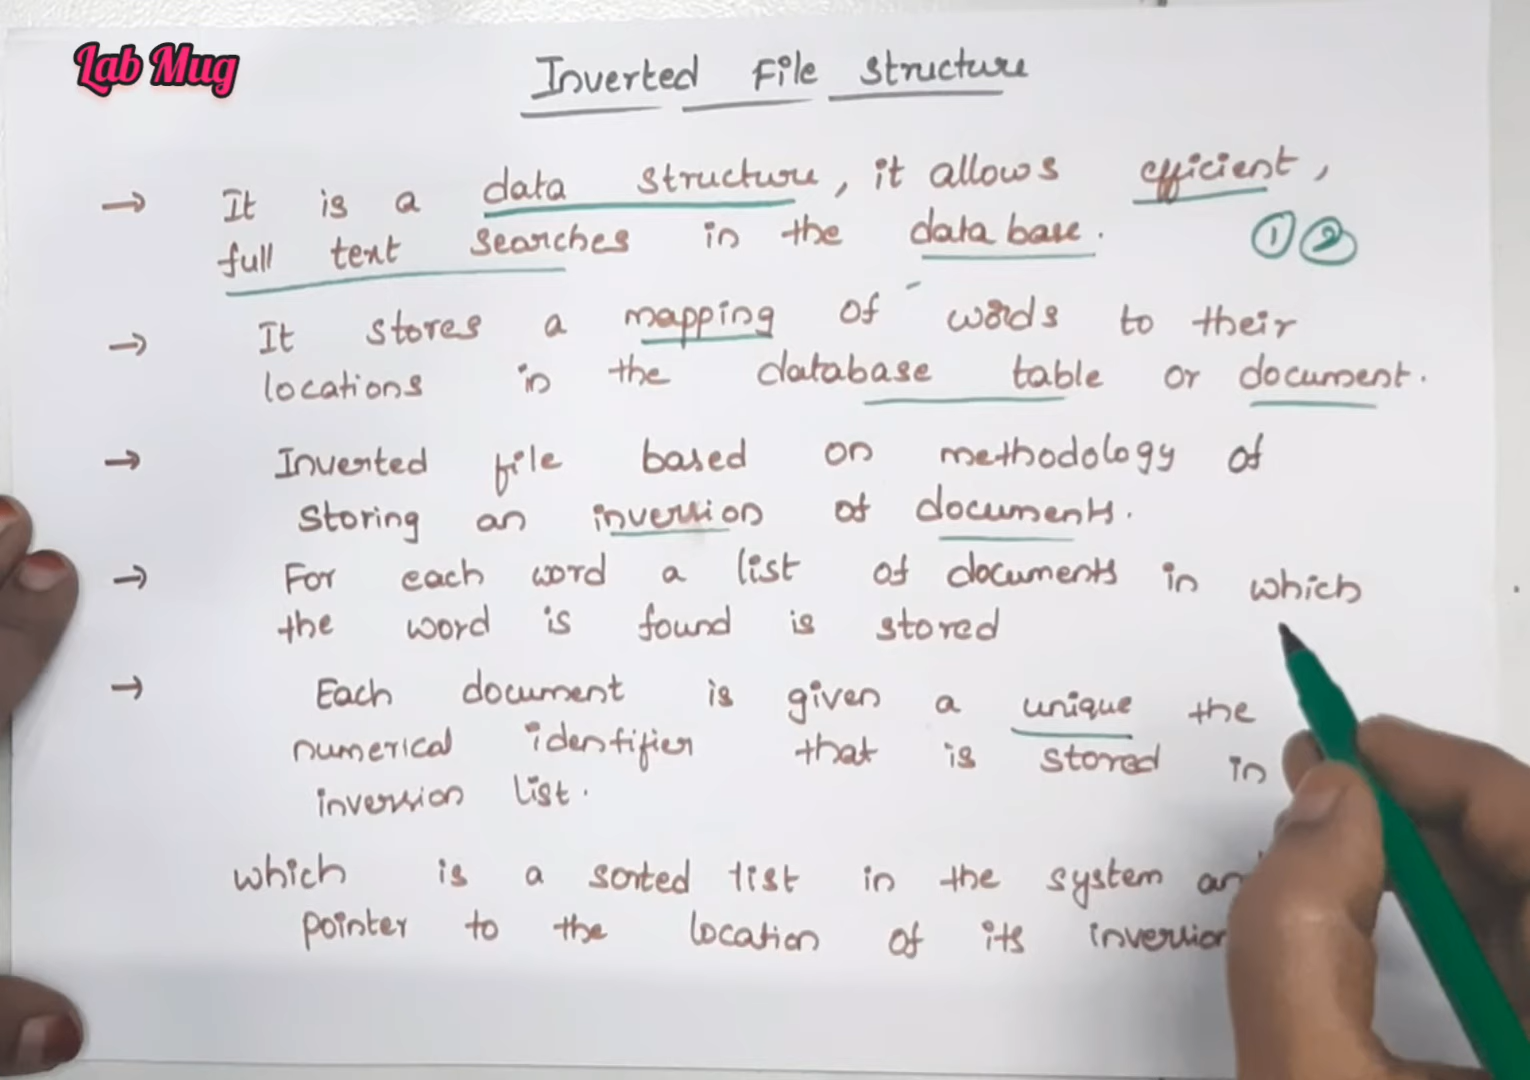 Lab Mug
Inverted File Structure
→ It is a data structure, it allows efficient,
full text searches in the data base. ① ②
→ It stores a mapping of words to their
locations in the database table or document.
→ Inverted file based on methodology of
storing an inversion of documents.
→ For each word a list of documents in which
the word is found is stored
→ Each document is given a unique the
numerical identifier that is stored in
inversion list.
which is a sorted list in the system
pointer to the location of its